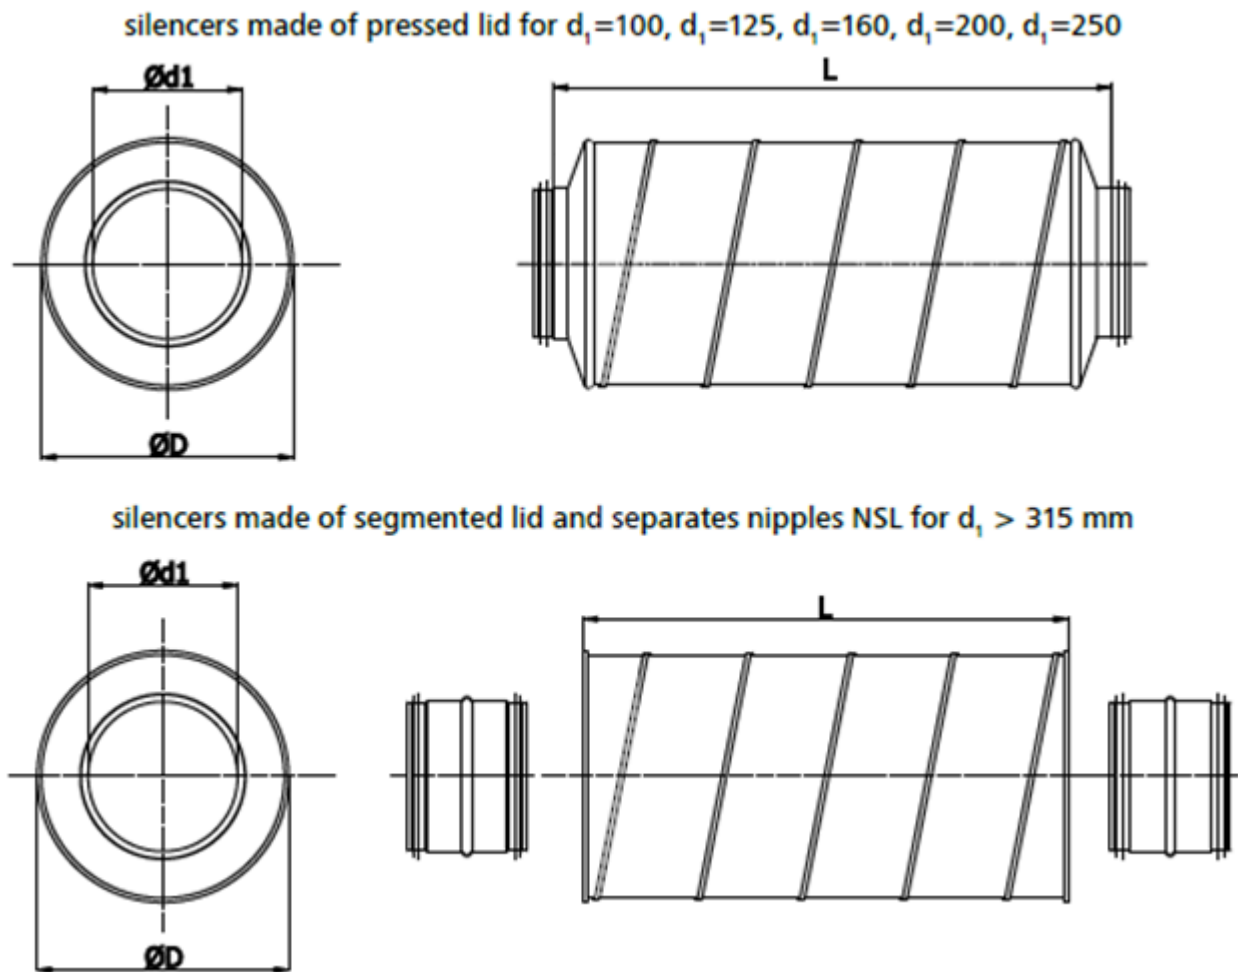 silencers made of pressed lid for d₁=100, d₁=125, d₁=160, d₁=200, d₁=250
Ød1
L
ØD
silencers made of segmented lid and separates nipples NSL for d₁ > 315 mm
Ød1
L
ØD